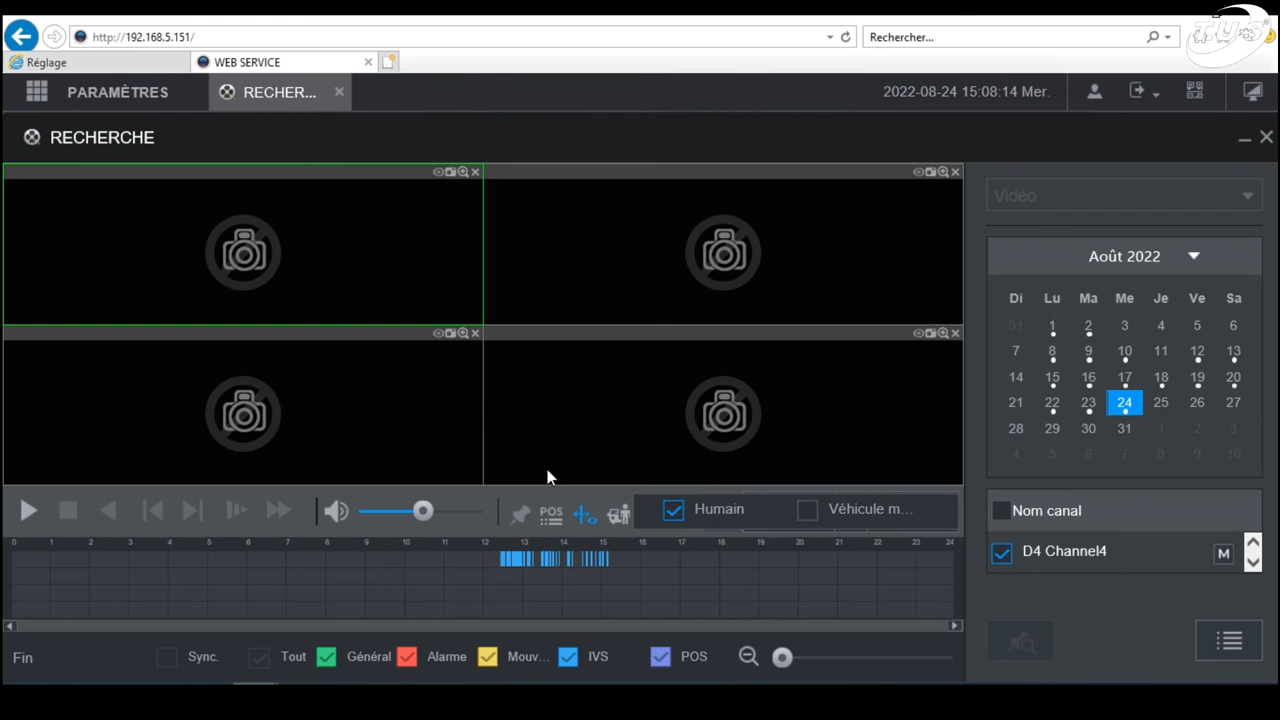 TYS®
http://192.168.5.151/
Rechercher...
Réglage
WEB SERVICE
PARAMÈTRES
RECHER...
2022-08-24 15:08:14 Mer.
RECHERCHE
Vidéo
Août 2022
Di Lu Ma Me Je Ve Sa
31 1 2 3 4 5 6
7 8 9 10 11 12 13
14 15 16 17 18 19 20
21 22 23 24 25 26 27
28 29 30 31 1 2 3
4 5 6 7 8 9 10
POS
Humain
Véhicule m...
Nom canal
D4 Channel4
M
0 1 2 3 4 5 6 7 8 9 10 11 12 13 14 15 16 17 18 19 20 21 22 23 24
Fin
Sync.
Tout
Général
Alarme
Mouv...
IVS
POS